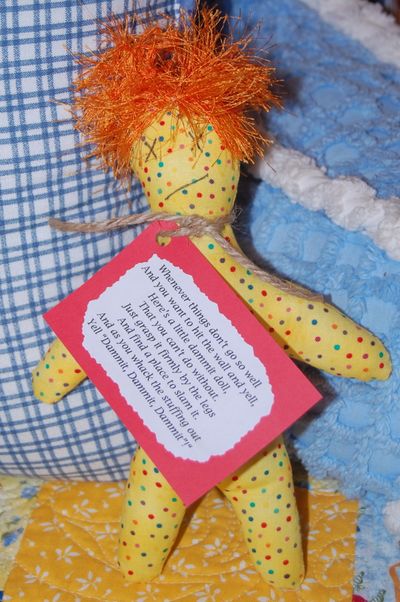 Whenever things don't go so well
And you want to hit the wall and yell,
Here's a little dammit doll,
That you can't do without.
Just grasp it firmly by the legs
And find a place to slam it.
And as you whack the stuffing out
Yell "Dammit, Dammit, Dammit"!"